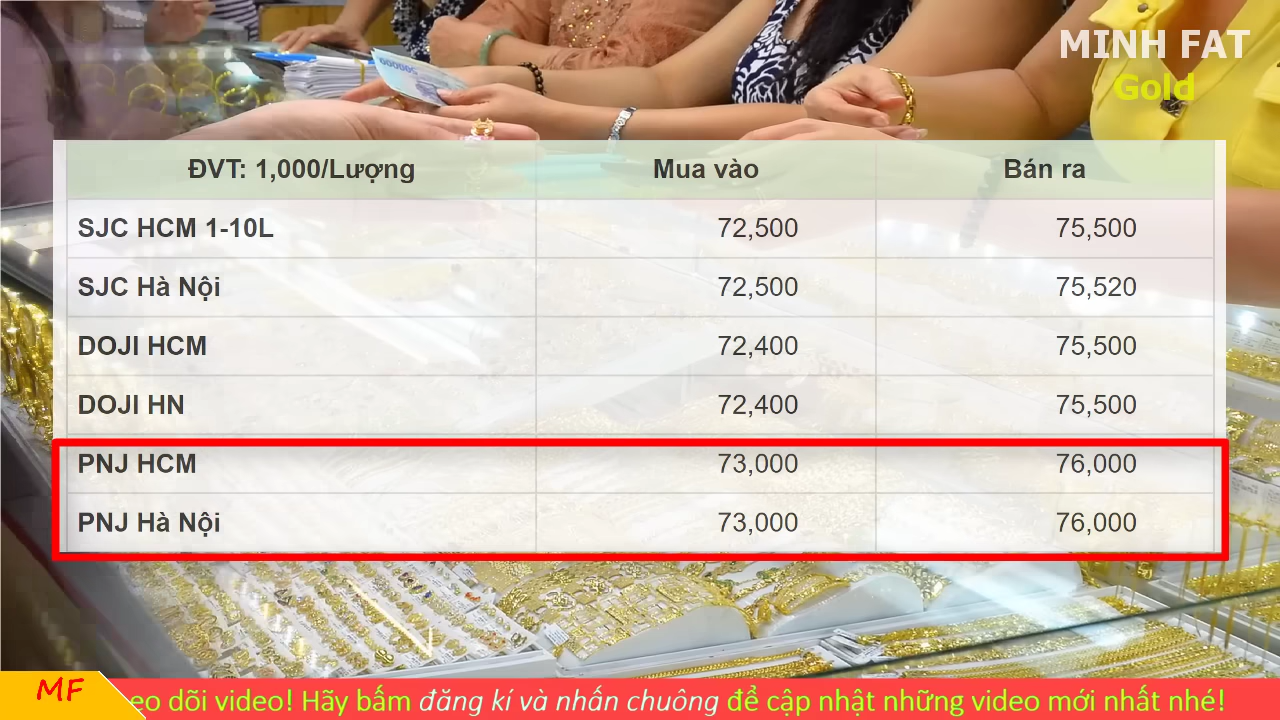 MINH FAT
Gold
500000
ĐVT: 1,000/Lượng Mua vào Bán ra
SJC HCM 1-10L 72,500 75,500
SJC Hà Nội 72,500 75,520
DOJI HCM 72,400 75,500
DOJI HN 72,400 75,500
PNJ HCM 73,000 76,000
PNJ Hà Nội 73,000 76,000
MF
eo dõi video! Hãy bấm đăng kí và nhấn chuông để cập nhật những video mới nhất nhé!